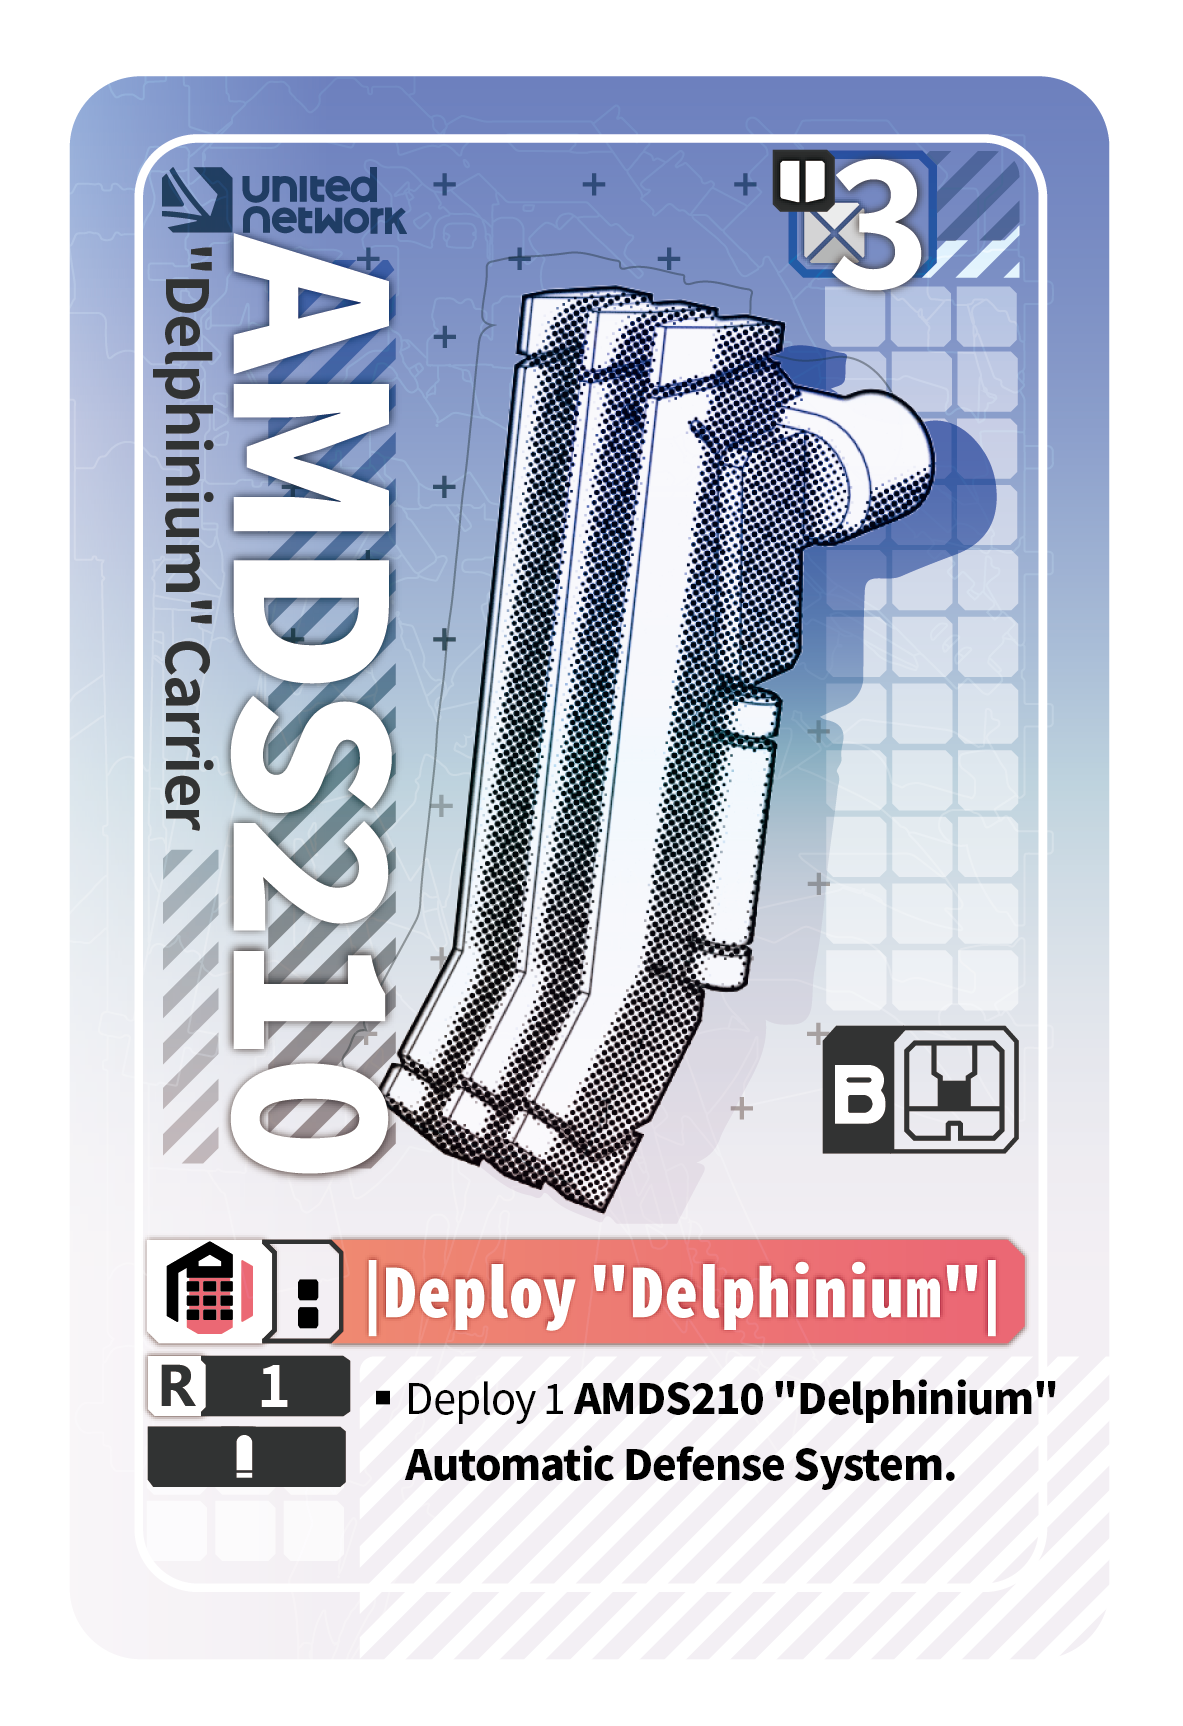 united
network
"3
AMDS210
"Delphinium" Carrier
B
|Deploy "Delphinium"|
R 1
▪ Deploy 1 AMDS210 "Delphinium"
Automatic Defense System.